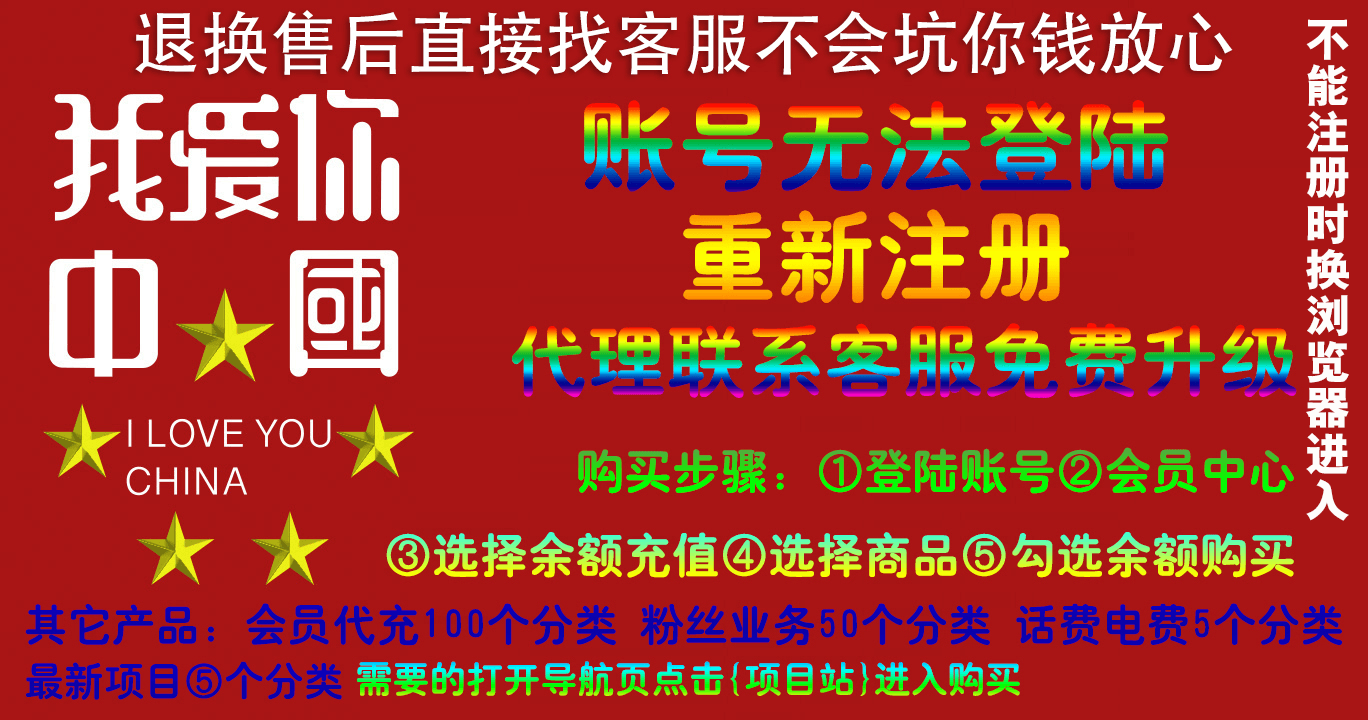 退换售后直接找客服不会坑你钱放心
不能注册时换浏览器进入
我爱你
中國
I LOVE YOU
CHINA
账号无法登陆
重新注册
代理联系客服免费升级
购买步骤：①登陆账号②会员中心
③选择余额充值④选择商品⑤勾选余额购买
其它产品：会员代充100个分类 粉丝业务50个分类 话费电费5个分类
最新项目⑤个分类 需要的打开导航页点击{项目站}进入购买